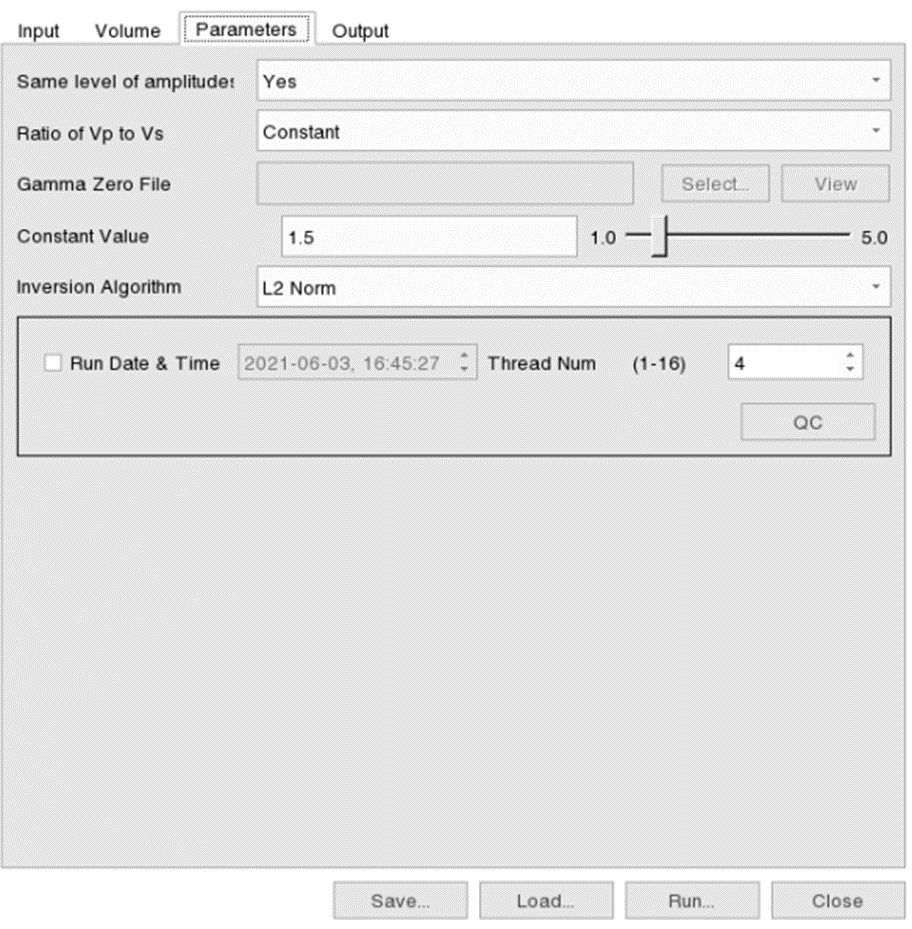 Input Volume Parameters Output
Same level of amplitudes Yes
Ratio of Vp to Vs Constant
Gamma Zero File Select... View
Constant Value 1.5 1.0 5.0
Inversion Algorithm L2 Norm
Run Date & Time 2021-06-03, 16:45:27 Thread Num (1-16) 4
QC
Save... Load... Run... Close